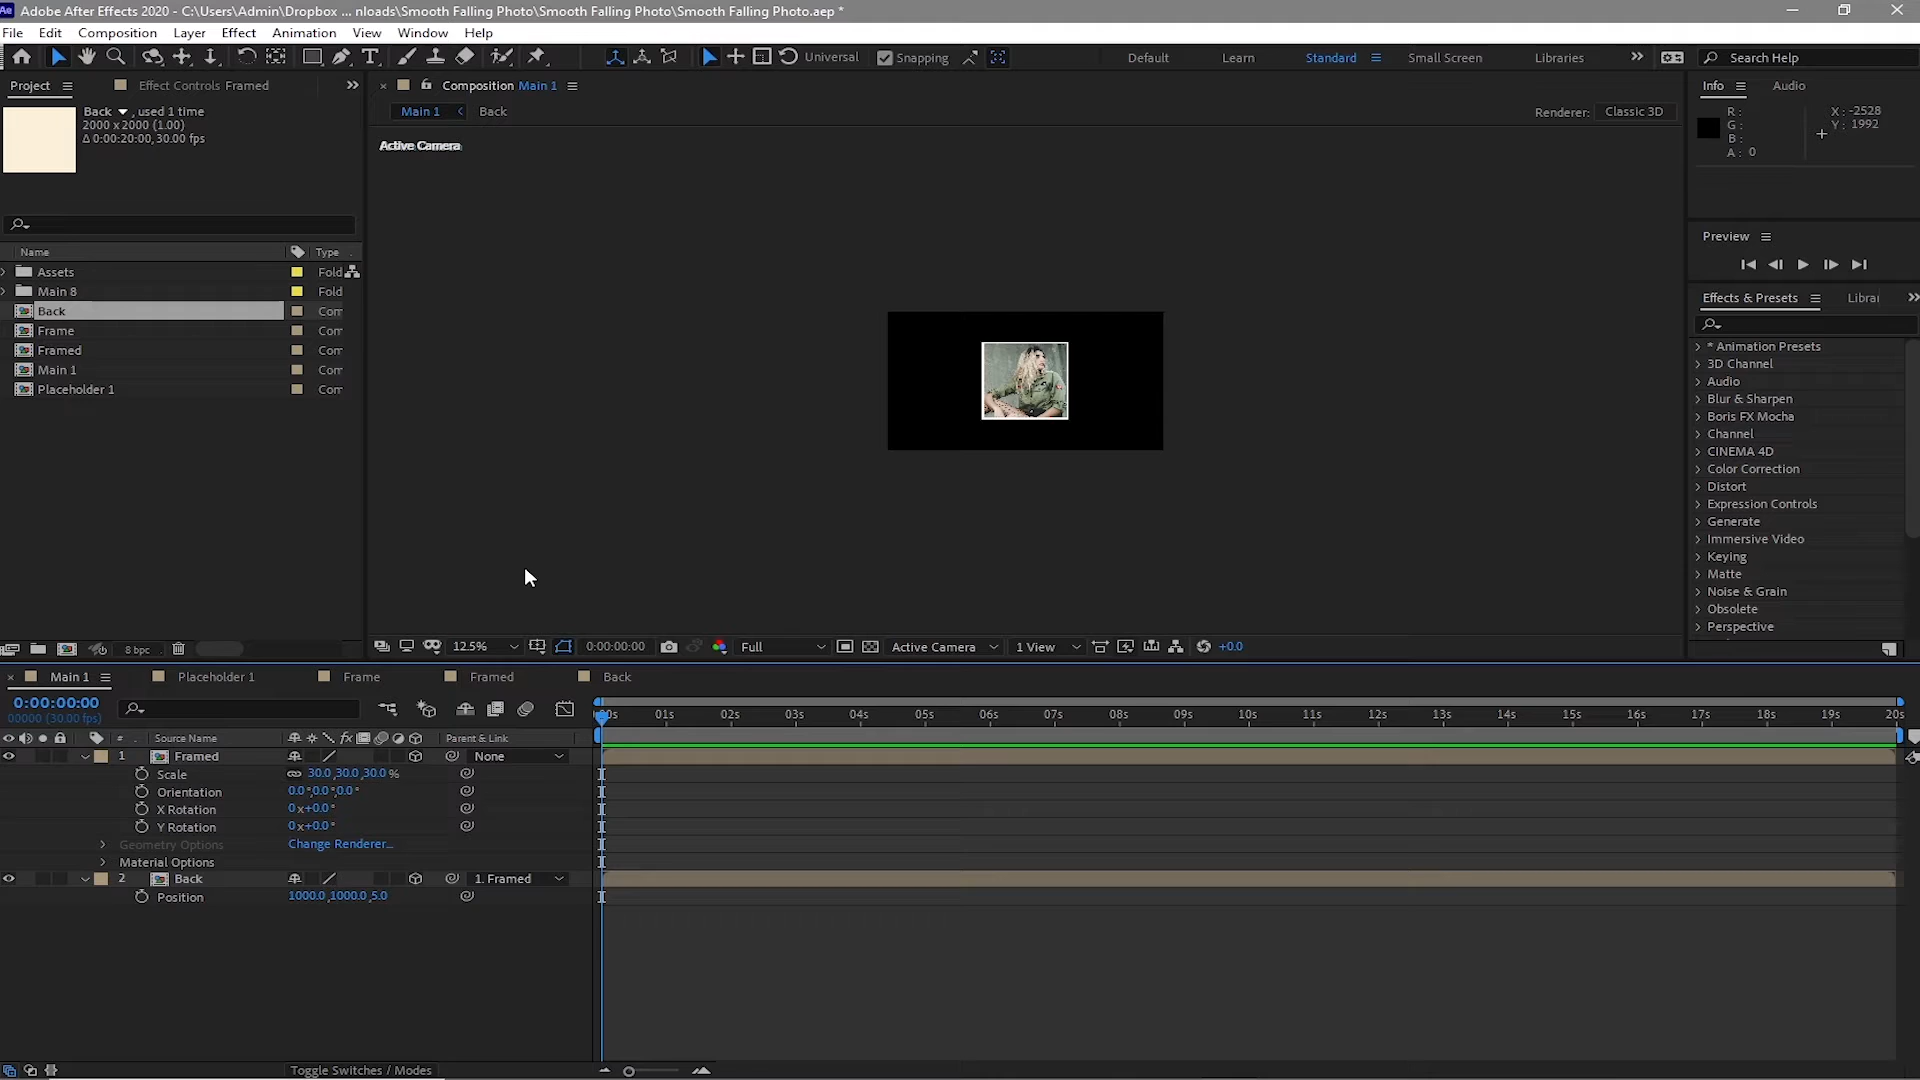 Ae Adobe After Effects 2020 - C:\Users\Admin\Dropbox ... nloads\Smooth Falling Photo\Smooth Falling Photo\Smooth Falling Photo.aep *
File Edit Composition Layer Effect Animation View Window Help
Universal Snapping Default Learn Standard Small Screen Libraries Search Help
Project Effect Controls Framed
Composition Main 1
Info Audio
Back , used 1 time
2000 x 2000 (1.00)
Δ 0:00:20:00, 30.00 fps
Main 1 Back
Renderer: Classic 3D
R :
G :
B :
A : 0
X : -2528
Y : 1992
Active Camera
Preview
Name Type
Assets Fold
Main 8 Fold
Back Com
Frame Com
Framed Com
Main 1 Com
Placeholder 1 Com
Effects & Presets Librai
* Animation Presets
3D Channel
Audio
Blur & Sharpen
Boris FX Mocha
Channel
CINEMA 4D
Color Correction
Distort
Expression Controls
Generate
Immersive Video
Keying
Matte
Noise & Grain
Obsolete
Perspective
8 bpc
12.5% 0:00:00:00 Full Active Camera 1 View +0.0
Main 1 Placeholder 1 Frame Framed Back
0:00:00:00
00000 (30.00 fps)
00s 01s 02s 03s 04s 05s 06s 07s 08s 09s 10s 11s 12s 13s 14s 15s 16s 17s 18s 19s 20s
# Source Name fx Parent & Link
1 Framed None
Scale 30.0,30.0,30.0 %
Orientation 0.0 °,0.0 °,0.0 °
X Rotation 0 x+0.0 °
Y Rotation 0 x+0.0 °
Geometry Options Change Renderer...
Material Options
2 Back 1. Framed
Position 1000.0,1000.0,5.0
Toggle Switches / Modes